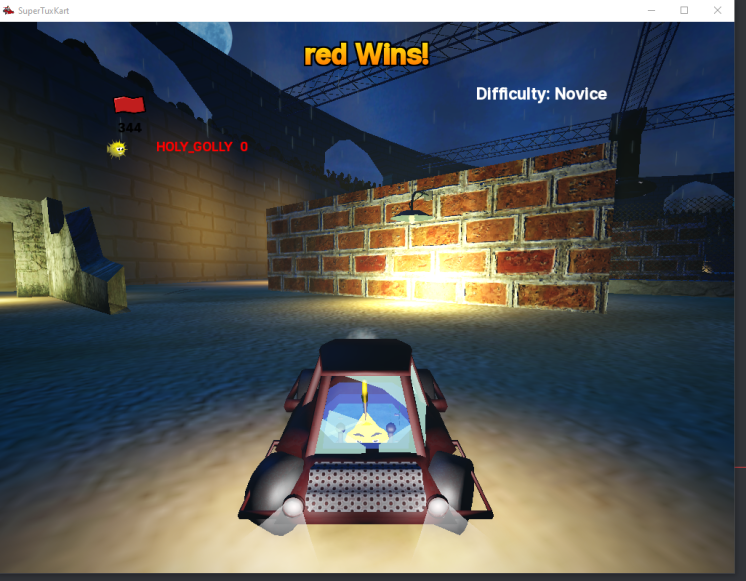 SuperTuxKart
red Wins!
Difficulty: Novice
344
HOLY_GOLLY 0